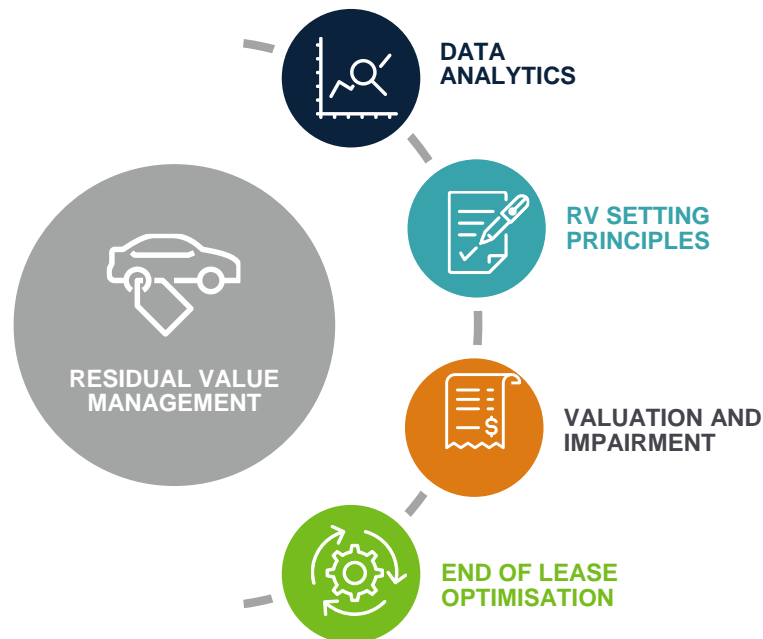 DATA
ANALYTICS
RV SETTING
PRINCIPLES
RESIDUAL VALUE
MANAGEMENT
$
VALUATION AND
IMPAIRMENT
END OF LEASE
OPTIMISATION